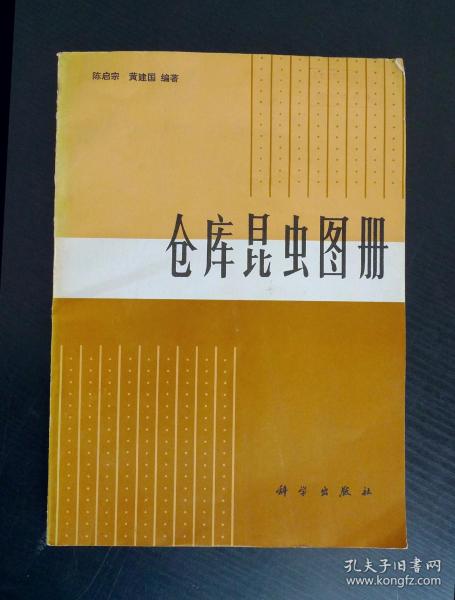 陈启宗 黄建国 编著
仓库昆虫图册
科学出版社
孔夫子旧书网
www.kongfz.com